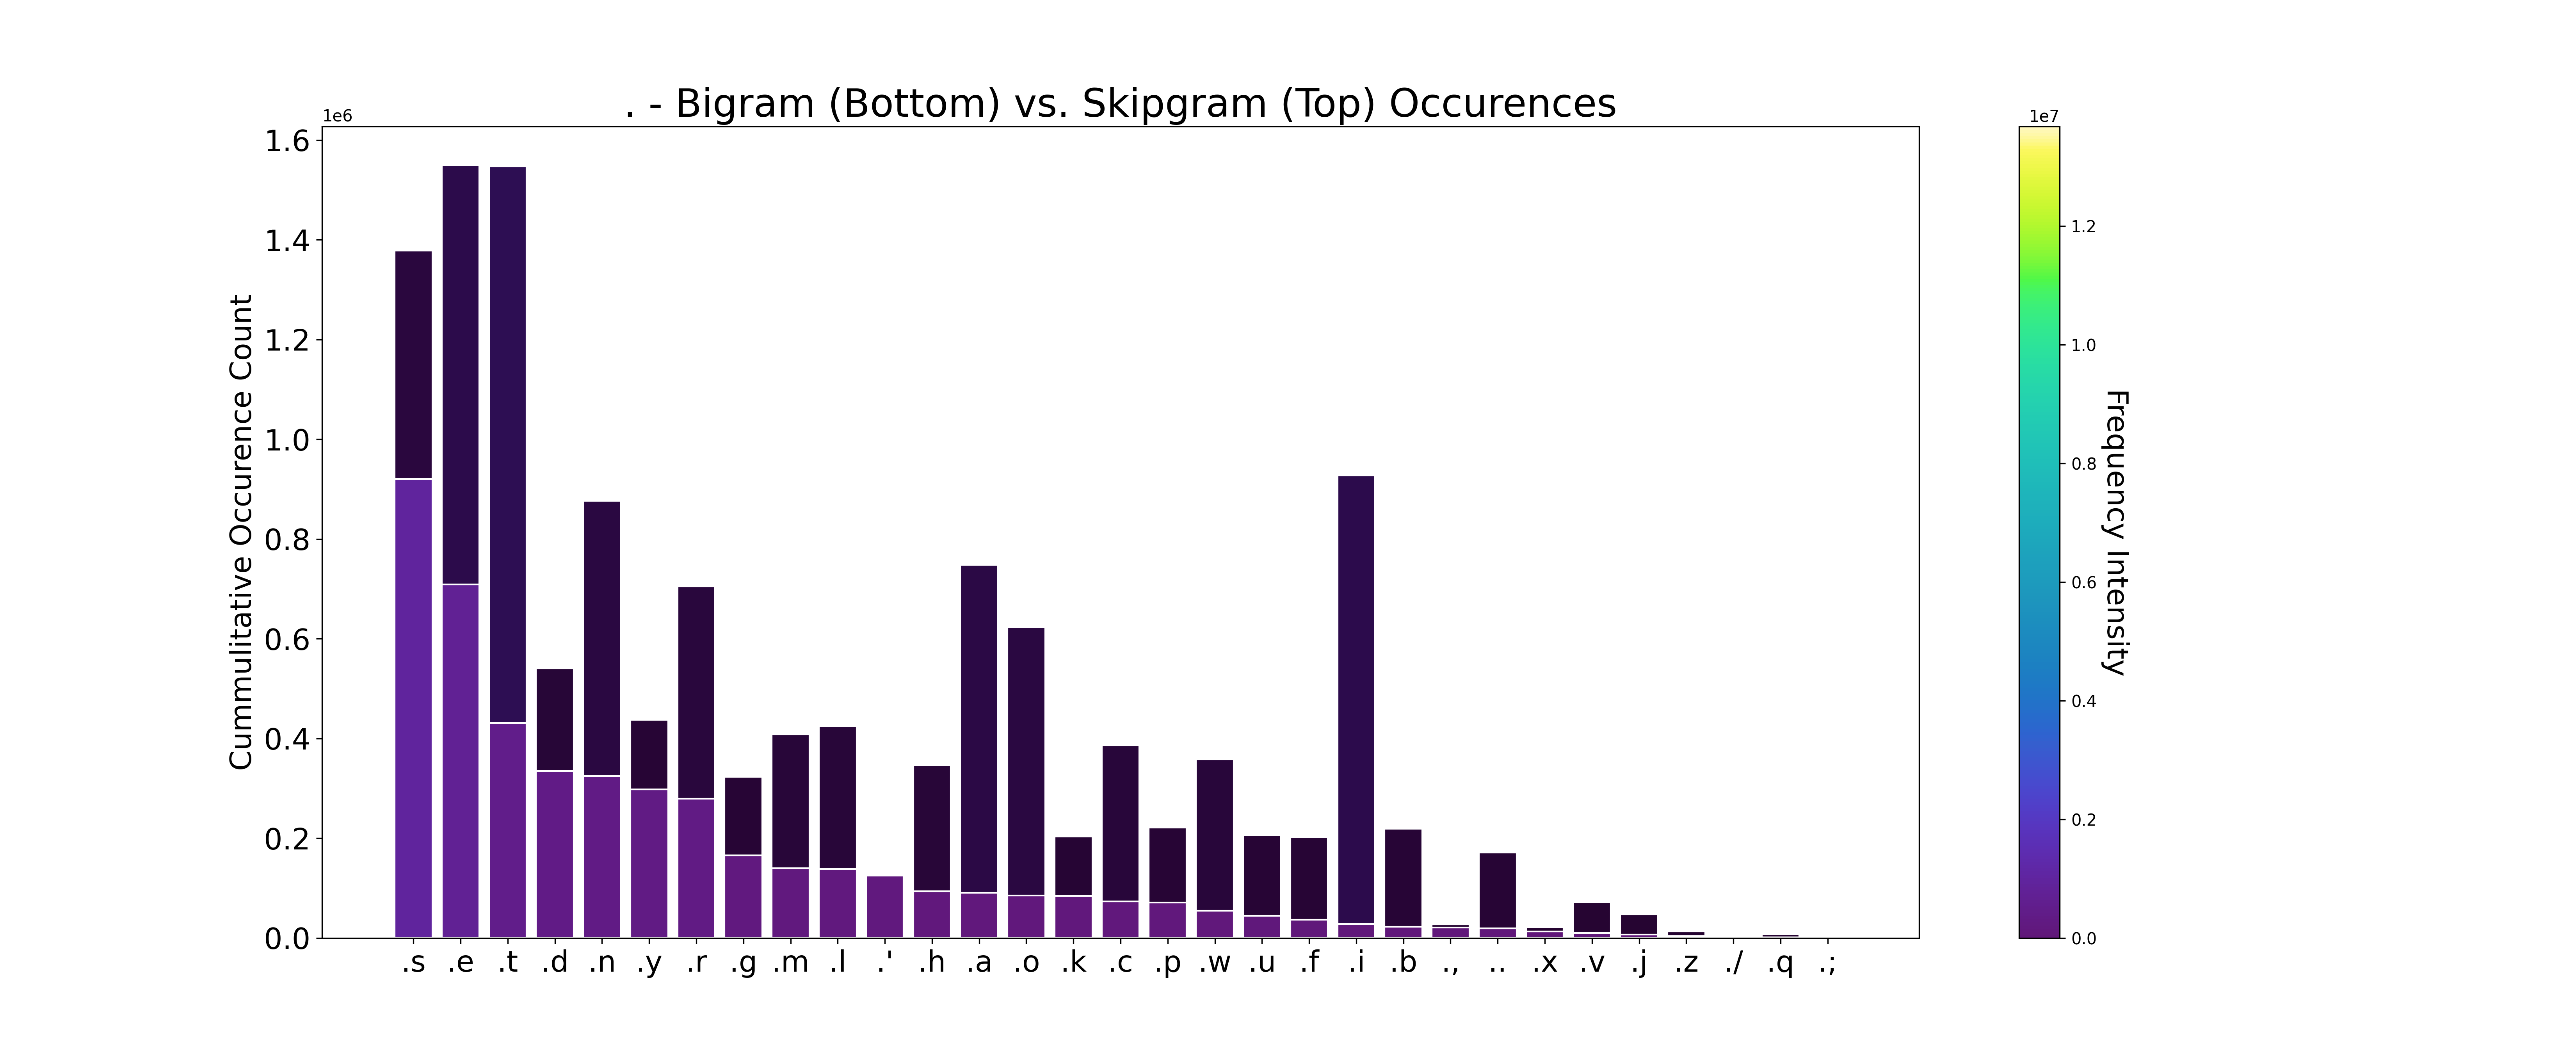 . - Bigram (Bottom) vs. Skipgram (Top) Occurences
1e6
1.6
1.4
1.2
1.0
0.8
0.6
0.4
0.2
0.0
Cummulitative Occurence Count
.s .e .t .d .n .y .r .g .m .l .' .h .a .o .k .c .p .w .u .f .i .b ., .. .x .v .j .z ./ .q .;
1e7
1.2
1.0
0.8
0.6
0.4
0.2
0.0
Frequency Intensity